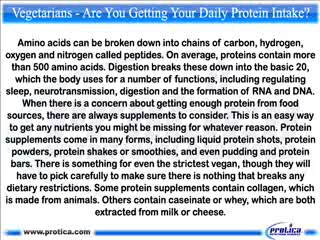 Vegetarians - Are You Getting Your Daily Protein Intake?
Amino acids can be broken down into chains of carbon, hydrogen,
oxygen and nitrogen called peptides. On average, proteins contain more
than 500 amino acids. Digestion breaks these down into the basic 20,
which the body uses for a number of functions, including regulating
sleep, neurotransmission, digestion and the formation of RNA and DNA.
When there is a concern about getting enough protein from food
sources, there are always supplements to consider. This is an easy way
to get any nutrients you might be missing for whatever reason. Protein
supplements come in many forms, including liquid protein shots, protein
powders, protein shakes or smoothies, and even pudding and protein
bars. There is something for even the strictest vegan, though they will
have to pick carefully to make sure there is nothing that breaks any
dietary restrictions. Some protein supplements contain collagen, which
is made from animals. Others contain caseinate or whey, which are both
extracted from milk or cheese.
www.protica.com
protica